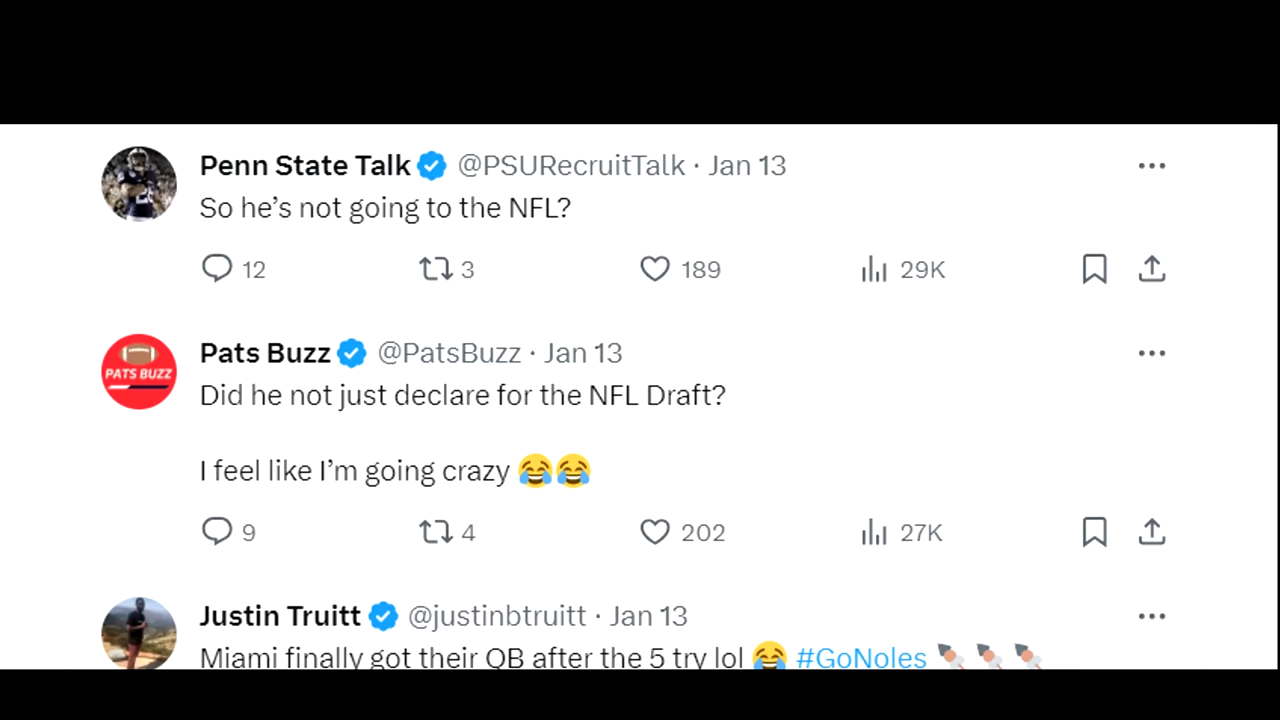 Penn State Talk @PSURecruitTalk · Jan 13
So he’s not going to the NFL?
12 3 189 29K
PATS BUZZ
Pats Buzz @PatsBuzz · Jan 13
Did he not just declare for the NFL Draft?
I feel like I’m going crazy 😂😂
9 4 202 27K
Justin Truitt @justinbtruitt · Jan 13
Miami finally got their QB after the 5 try lol 😂 #GoNoles 🚀🚀🚀